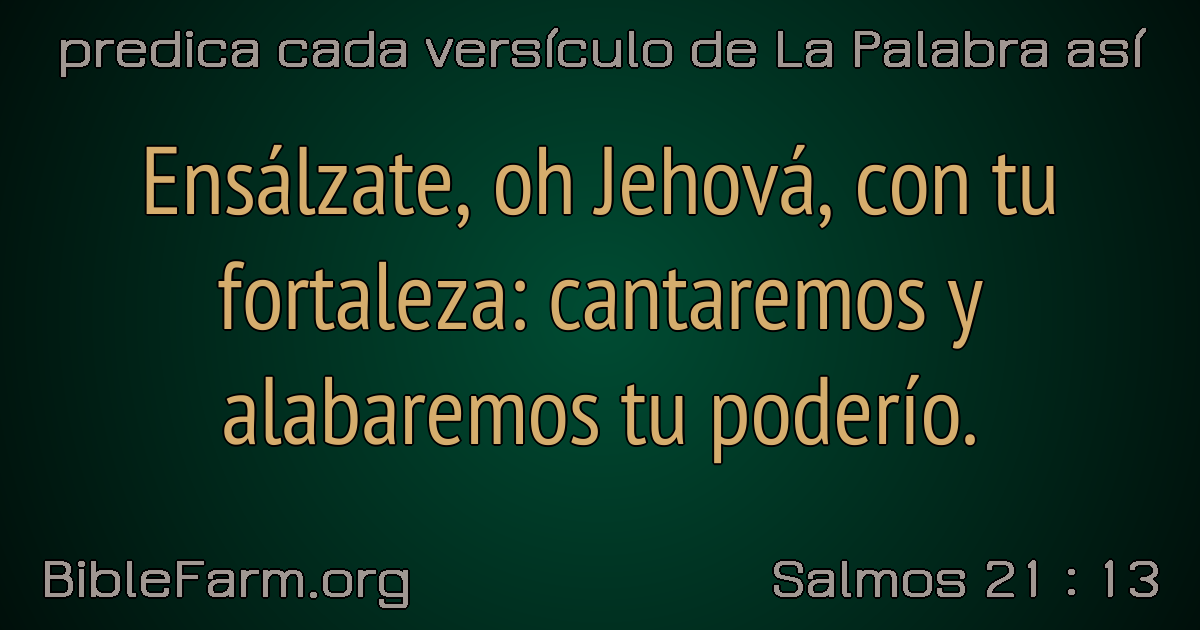 predica cada versículo de La Palabra así
Ensálzate, oh Jehová, con tu
fortaleza: cantaremos y
alabaremos tu poderío.
BibleFarm.org
Salmos 21 : 13